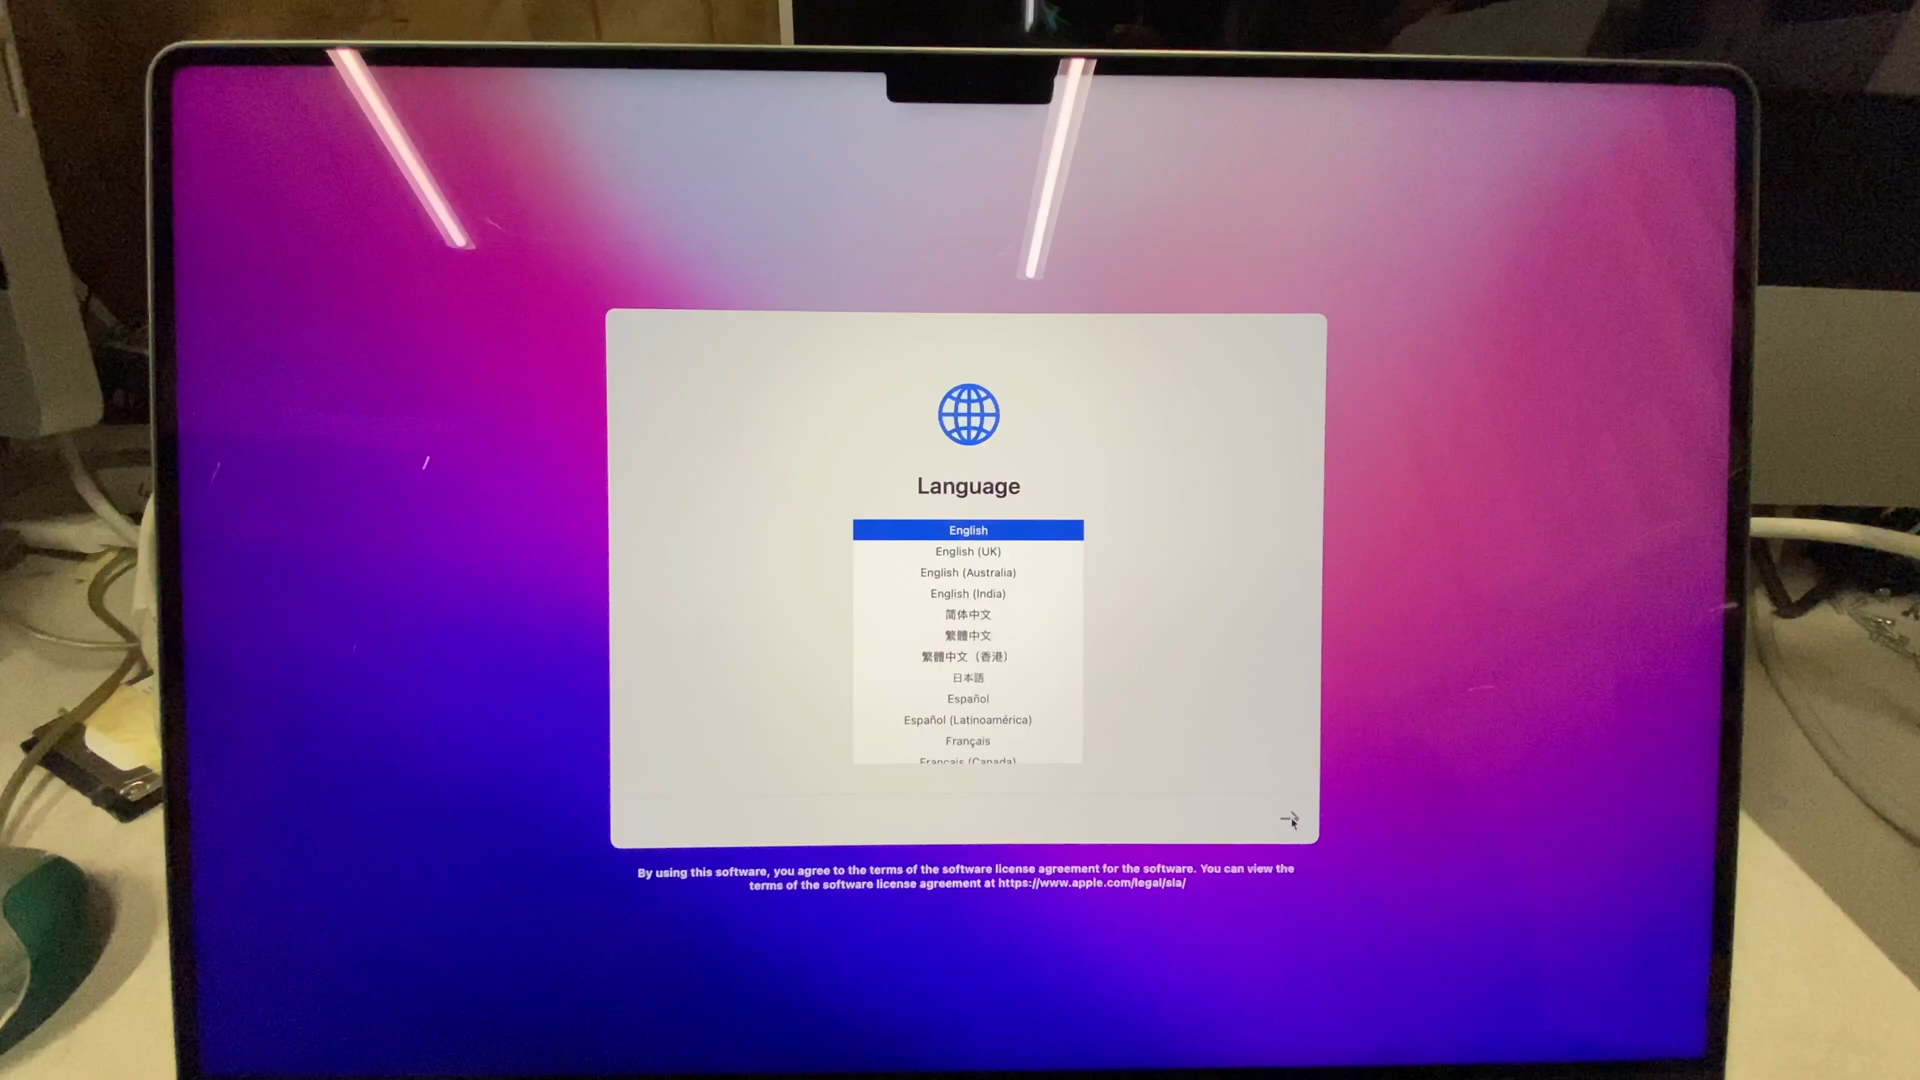 Language
English
English (UK)
English (Australia)
English (India)
简体中文
繁體中文
繁體中文（香港）
日本語
Español
Español (Latinoamérica)
Français
Français (Canada)
By using this software, you agree to the terms of the software license agreement for the software. You can view the
terms of the software license agreement at https://www.apple.com/legal/sla/